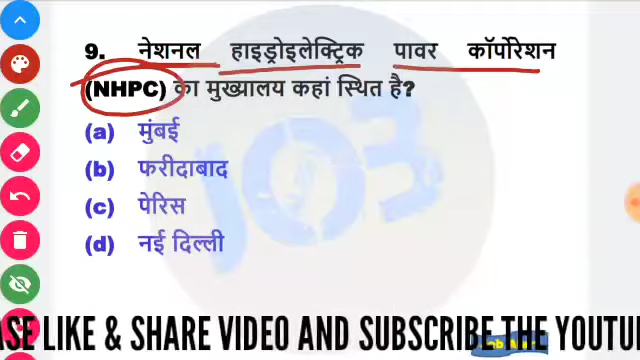 9. नेशनल हाइड्रोइलेक्ट्रिक पावर कॉर्पोरेशन
(NHPC) का मुख्यालय कहां स्थित है?
(a) मुंबई
(b) फरीदाबाद
(c) पेरिस
(d) नई दिल्ली
ASE LIKE & SHARE VIDEO AND SUBSCRIBE THE YOUTU